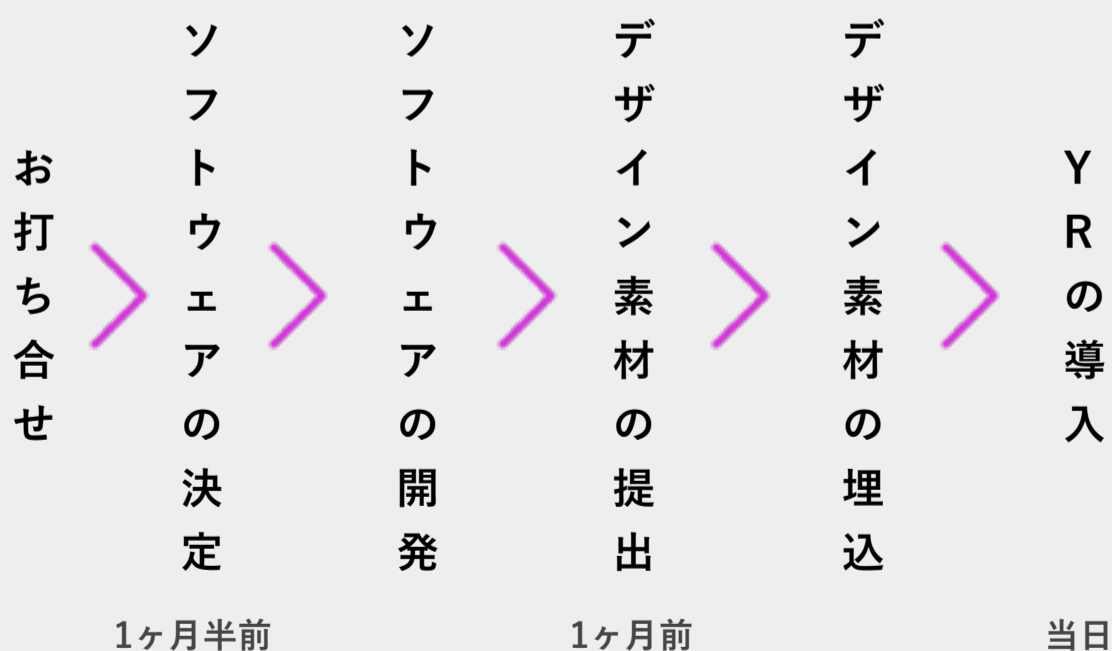 お打ち合せ
ソフトウェアの決定
ソフトウェアの開発
デザイン素材の提出
デザイン素材の埋込
YRの導入
1ヶ月半前
1ヶ月前
当日